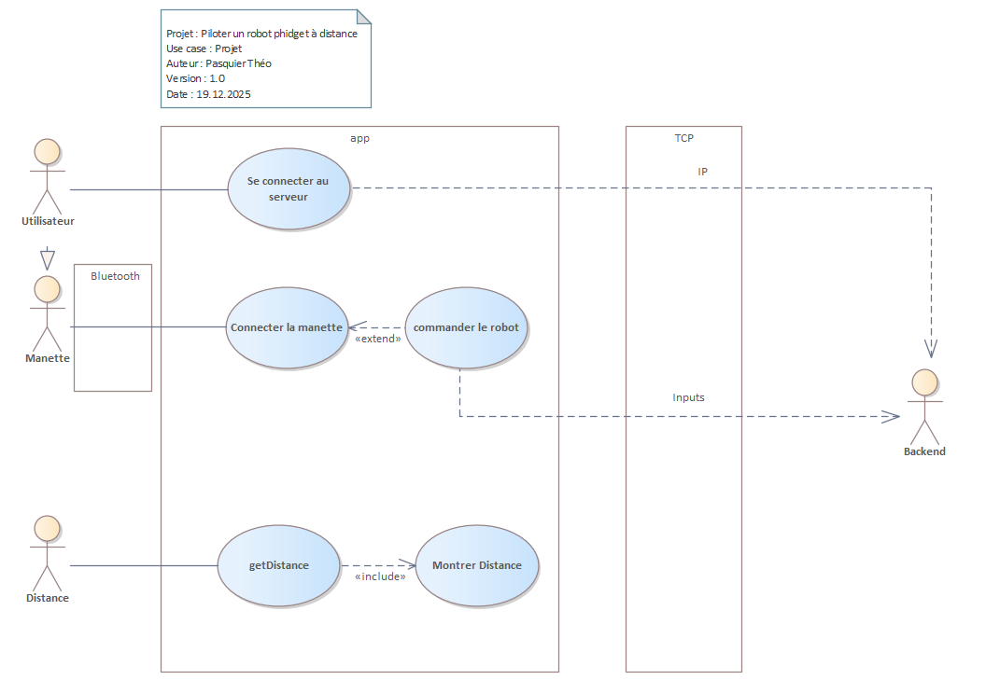 Projet : Piloter un robot phidget à distance
Use case : Projet
Auteur : Pasquier Théo
Version : 1.0
Date : 19.12.2025
app
TCP
IP
Se connecter au
serveur
Utilisateur
Bluetooth
Manette
Connecter la manette
«extend»
commander le robot
Inputs
Backend
Distance
getDistance
«include»
Montrer Distance